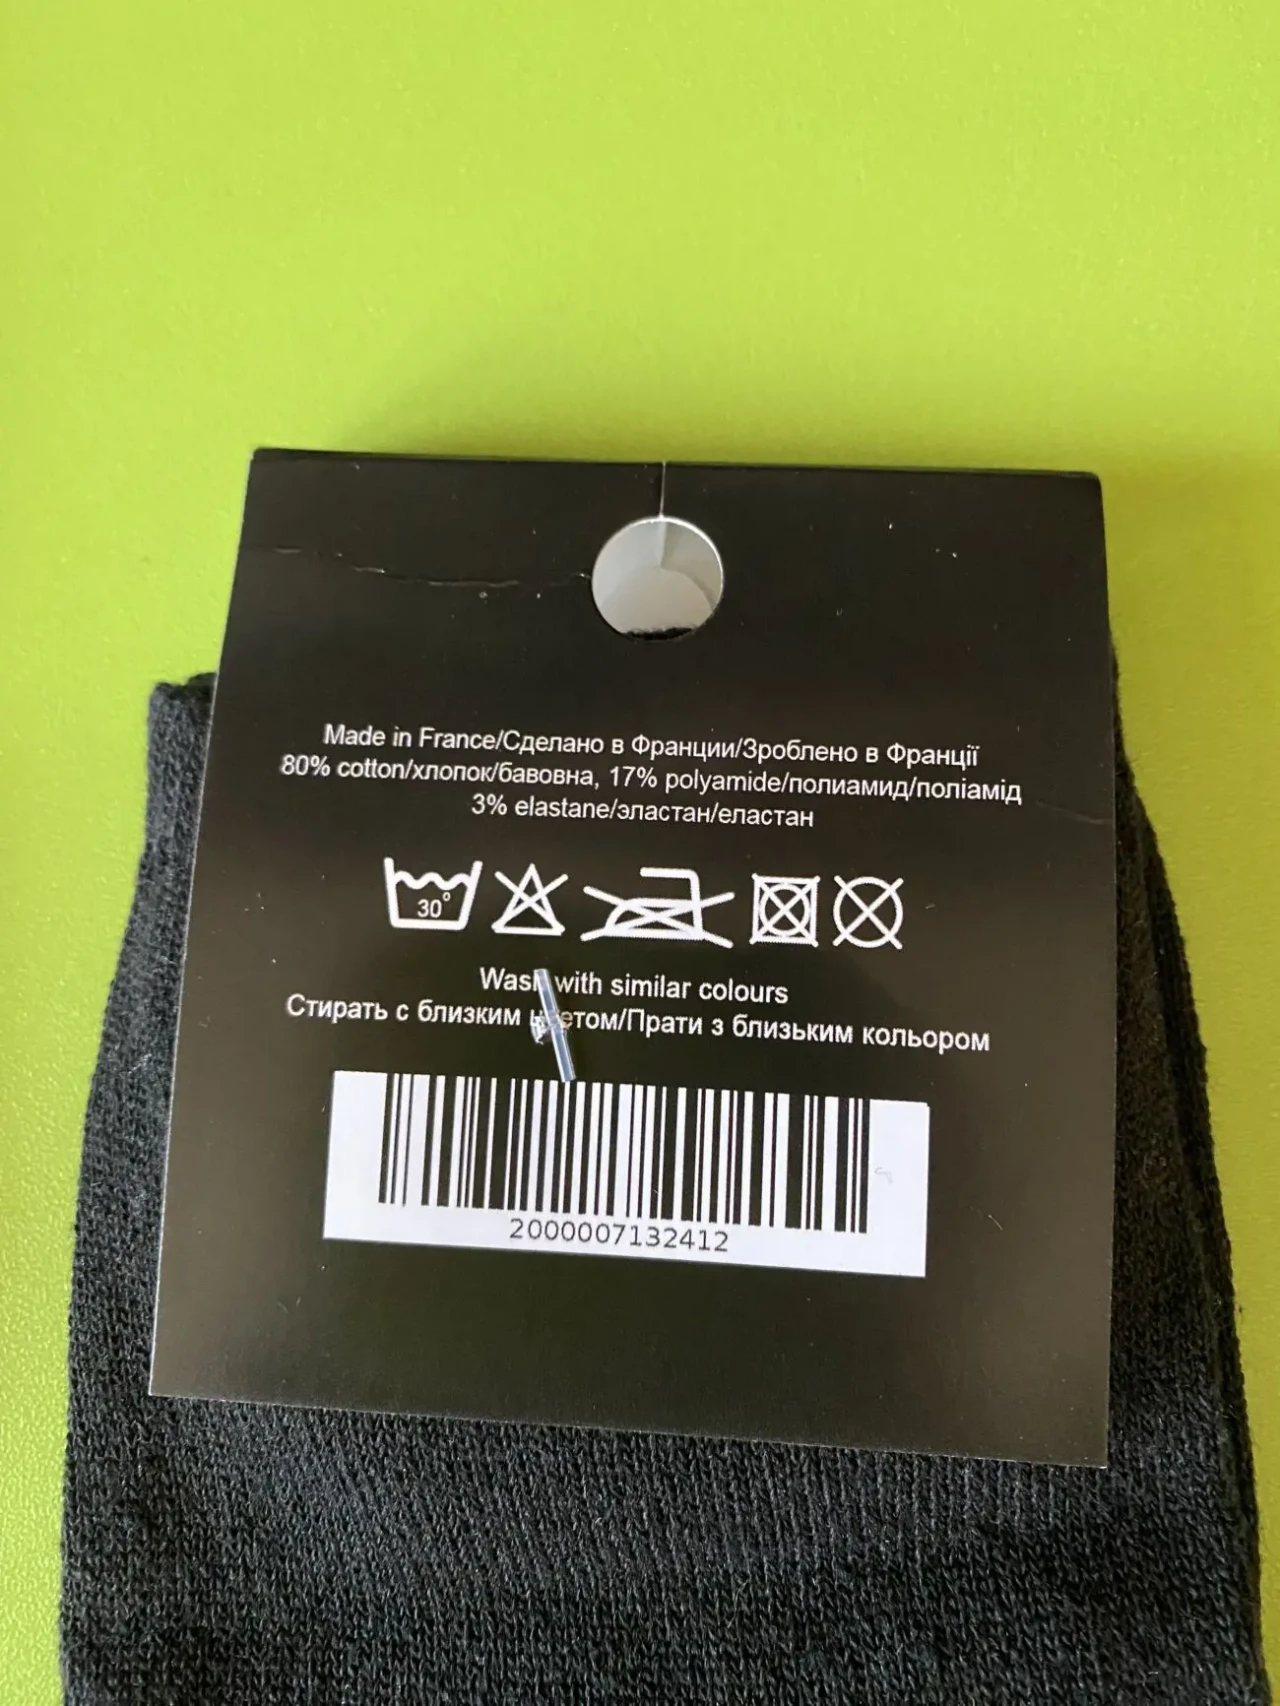 Made in France/Сделано в Франции/Зроблено в Франції
80% cotton/хлопок/бавовна, 17% polyamide/полиамид/поліамід
3% elastane/эластан/еластан
30°
Wash with similar colours
Стирать с близким цветом/Прати з близьким кольором
2000007132412